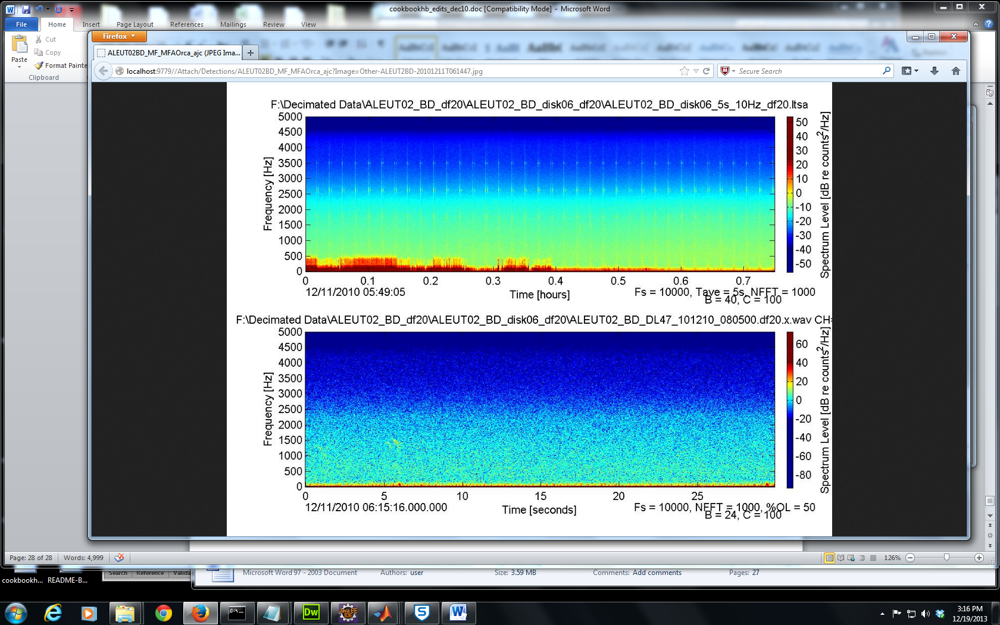 cookbookhb_edits_dec10.doc [Compatibility Mode] - Microsoft Word
File Home Insert Page Layout References Mailings Review View
Paste
Cut
Copy
Format Painte
Clipboard
Firefox
ALEUT02BD_MF_MFAOrca_ajc (JPEG Ima...
localhost:9779//Attach/Detections/ALEUT02BD_MF_MFAOrca_ajc?Image=Other-ALEUT2BD-20101211T061447.jpg
Secure Search
F:\Decimated Data\ALEUT02_BD_df20\ALEUT02_BD_disk06_df20\ALEUT02_BD_disk06_5s_10Hz_df20.ltsa
5000
4500
4000
3500
3000
2500
2000
1500
1000
500
0
Frequency [Hz]
0 0.1 0.2 0.3 0.4 0.5 0.6 0.7
12/11/2010 05:49:05
Time [hours]
Fs = 10000, Tave = 5s, NFFT = 1000
B = 40, C = 100
50
40
30
20
10
0
-10
-20
-30
-40
-50
Spectrum Level [dB re counts²/Hz]
F:\Decimated Data\ALEUT02_BD_df20\ALEUT02_BD_disk06_df20\ALEUT02_BD_DL47_101210_080500.df20.x.wav CH=
5000
4500
4000
3500
3000
2500
2000
1500
1000
500
0
Frequency [Hz]
0 5 10 15 20 25
12/11/2010 06:15:16.000.000
Time [seconds]
Fs = 10000, NFFT = 1000, %OL = 50
B = 24, C = 100
60
40
20
0
-20
-40
-60
-80
Spectrum Level [dB re counts²/Hz]
Page: 28 of 28 Words: 4,999
126%
cookbookh... README-B...
Search Reference Valida
Microsoft Word 97 - 2003 Document Authors: user Size: 3.59 MB Comments: Add comments Pages: 27
C:\_
Dw
Java EE IDE
3:16 PM
12/19/2013